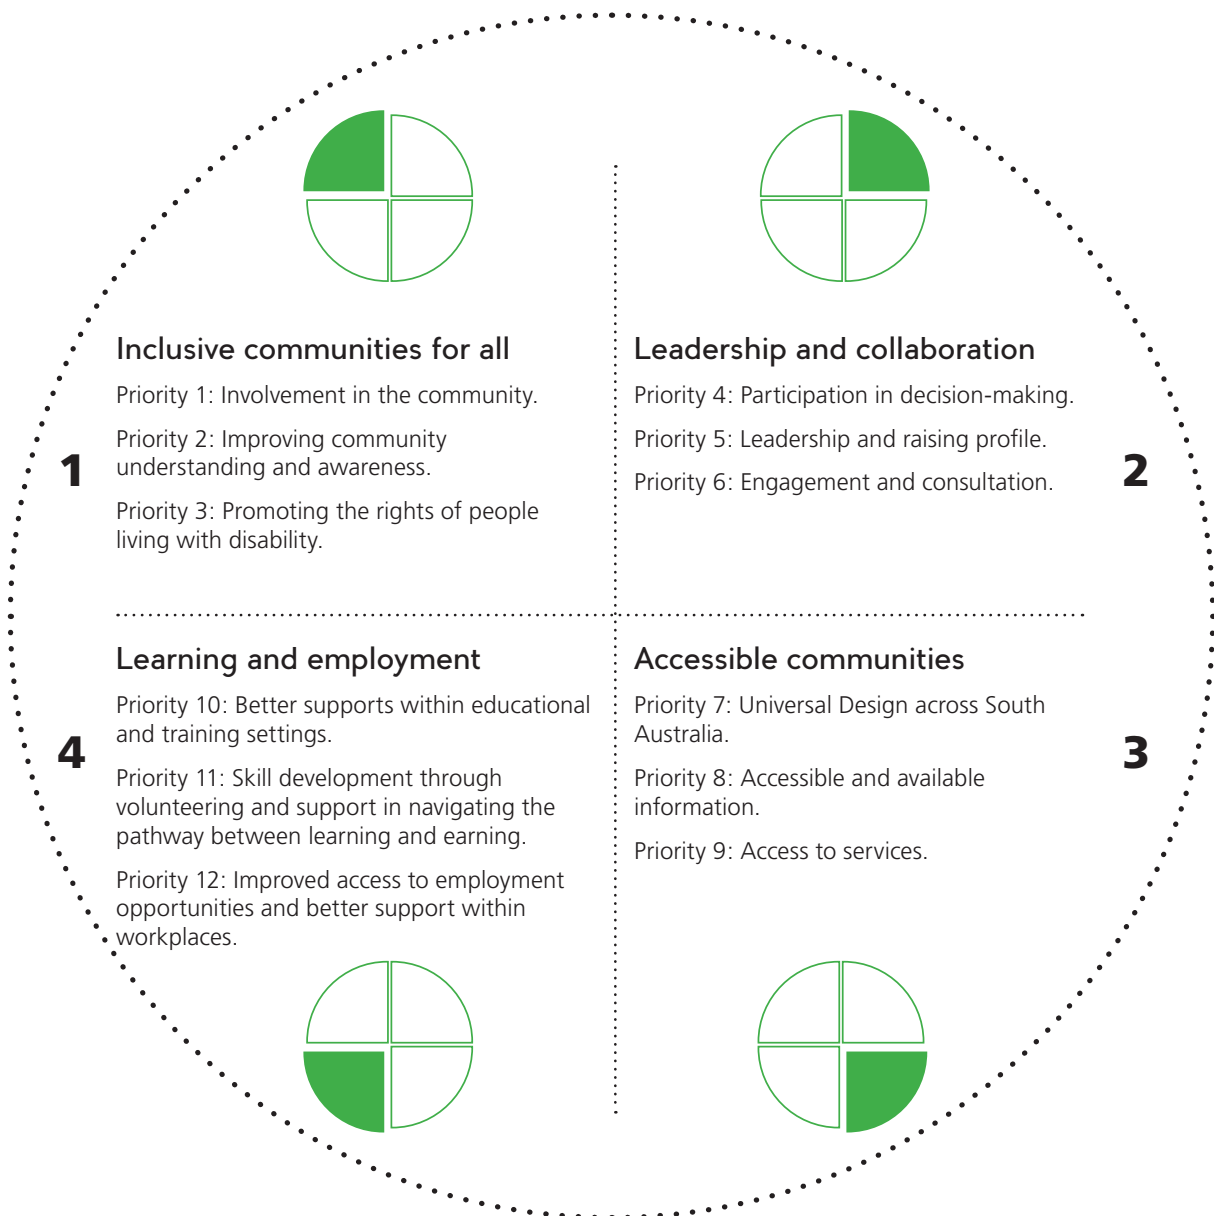 Inclusive communities for all
Priority 1: Involvement in the community.
Priority 2: Improving community
understanding and awareness.
1
Priority 3: Promoting the rights of people
living with disability.
Leadership and collaboration
Priority 4: Participation in decision-making.
Priority 5: Leadership and raising profile.
2
Priority 6: Engagement and consultation.
Accessible communities
Priority 7: Universal Design across South
Australia.
3
Priority 8: Accessible and available
information.
Priority 9: Access to services.
Learning and employment
Priority 10: Better supports within educational
and training settings.
4
Priority 11: Skill development through
volunteering and support in navigating the
pathway between learning and earning.
Priority 12: Improved access to employment
opportunities and better support within
workplaces.